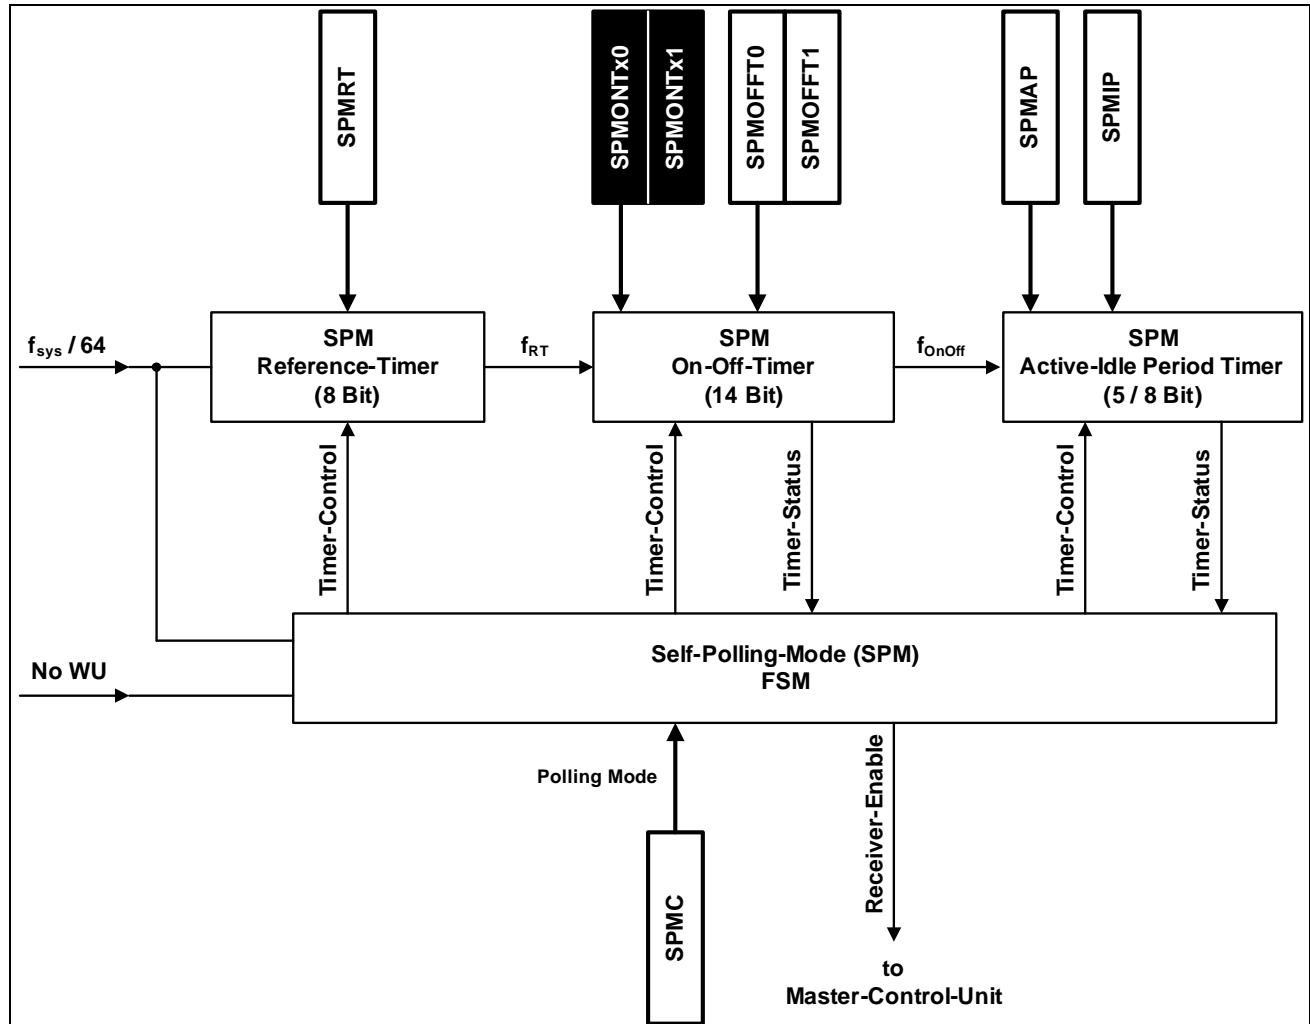 SPMRT
SPMONTx0
SPMONTx1
SPMOFFT0
SPMOFFT1
SPMAP
SPMIP
fsys / 64
SPM
Reference-Timer
(8 Bit)
fRT
SPM
On-Off-Timer
(14 Bit)
fOnOff
SPM
Active-Idle Period Timer
(5 / 8 Bit)
Timer-Control
Timer-Control
Timer-Status
Timer-Control
Timer-Status
No WU
Self-Polling-Mode (SPM)
FSM
Polling Mode
Receiver-Enable
SPMC
to
Master-Control-Unit